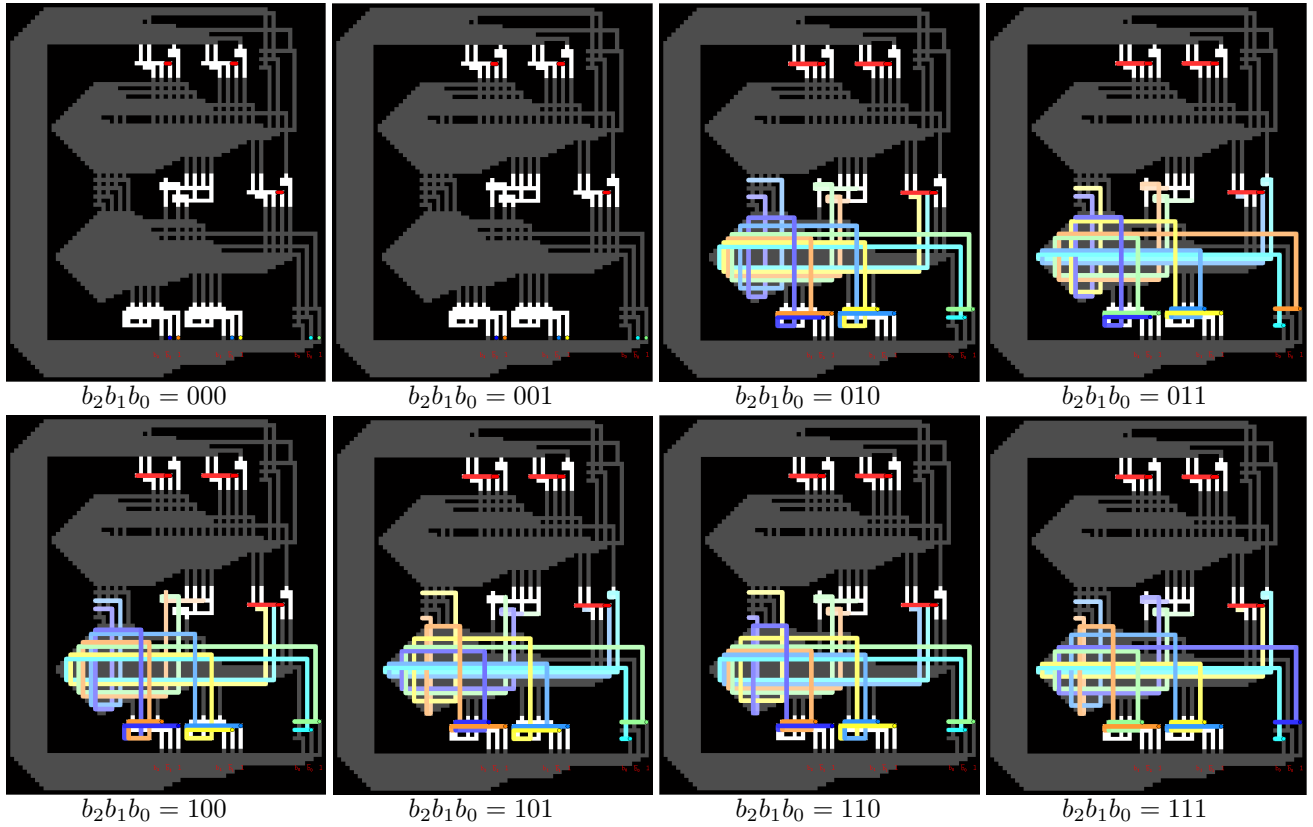 b₂b₁b₀ = 000
b₂b₁b₀ = 001
b₂b₁b₀ = 010
b₂b₁b₀ = 011
b₂b₁b₀ = 100
b₂b₁b₀ = 101
b₂b₁b₀ = 110
b₂b₁b₀ = 111